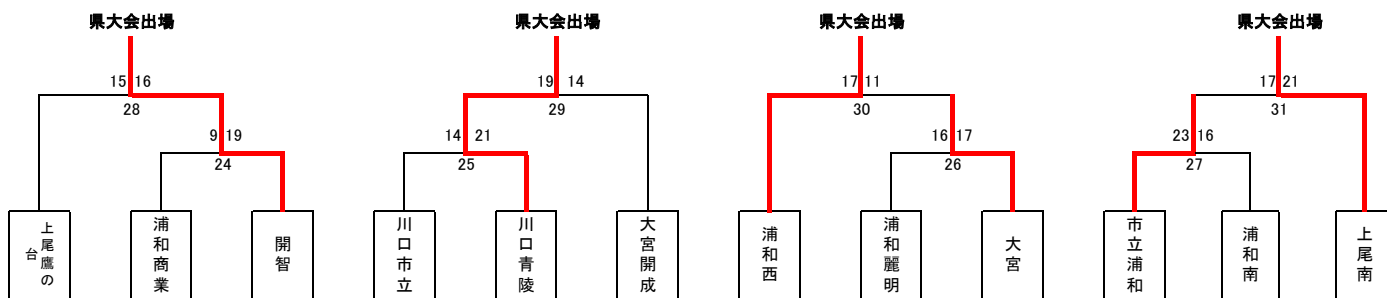 県大会出場 県大会出場 県大会出場 県大会出場
15 16 19 14 17 11 17 21
28 29 30 31
9 19 14 21 16 17 23 16
24 25 26 27
上尾鷹の台
浦和商業
開智
川口市立
川口青陵
大宮開成
浦和西
浦和麗明
大宮
市立浦和
浦和南
上尾南